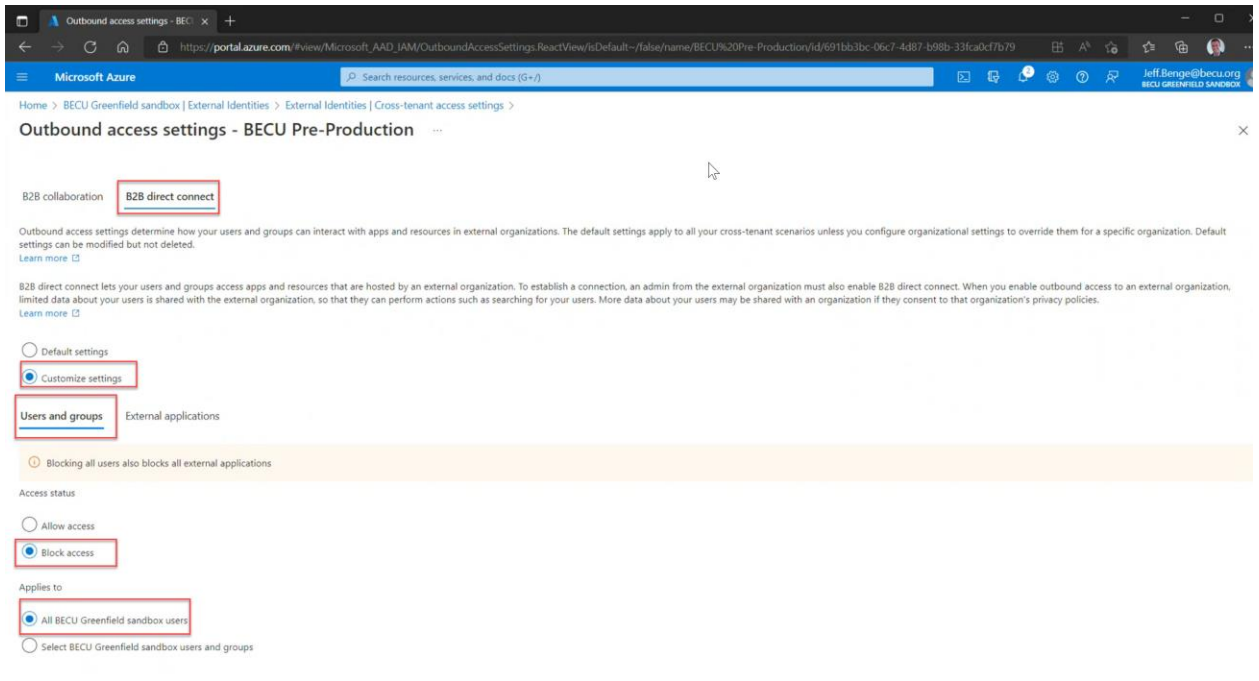 Outbound access settings - BEC
https://portal.azure.com/#view/Microsoft_AAD_IAM/OutboundAccessSettings.ReactView/isDefault~/false/name/BECU%20Pre-Production/id/691bb3bc-06c7-4d87-b98b-33fca0cf7b79
Microsoft Azure
Search resources, services, and docs (G+/)
2
Jeff.Benge@becu.org
BECU GREENFIELD SANDBOX
Home > BECU Greenfield sandbox | External Identities > External Identities | Cross-tenant access settings >
Outbound access settings - BECU Pre-Production ...
B2B collaboration B2B direct connect
Outbound access settings determine how your users and groups can interact with apps and resources in external organizations. The default settings apply to all your cross-tenant scenarios unless you configure organizational settings to override them for a specific organization. Default
settings can be modified but not deleted.
Learn more
B2B direct connect lets your users and groups access apps and resources that are hosted by an external organization. To establish a connection, an admin from the external organization must also enable B2B direct connect. When you enable outbound access to an external organization,
limited data about your users is shared with the external organization, so that they can perform actions such as searching for your users. More data about your users may be shared with an organization if they consent to that organization's privacy policies.
Learn more
Default settings
Customize settings
Users and groups External applications
Blocking all users also blocks all external applications
Access status
Allow access
Block access
Applies to
All BECU Greenfield sandbox users
Select BECU Greenfield sandbox users and groups